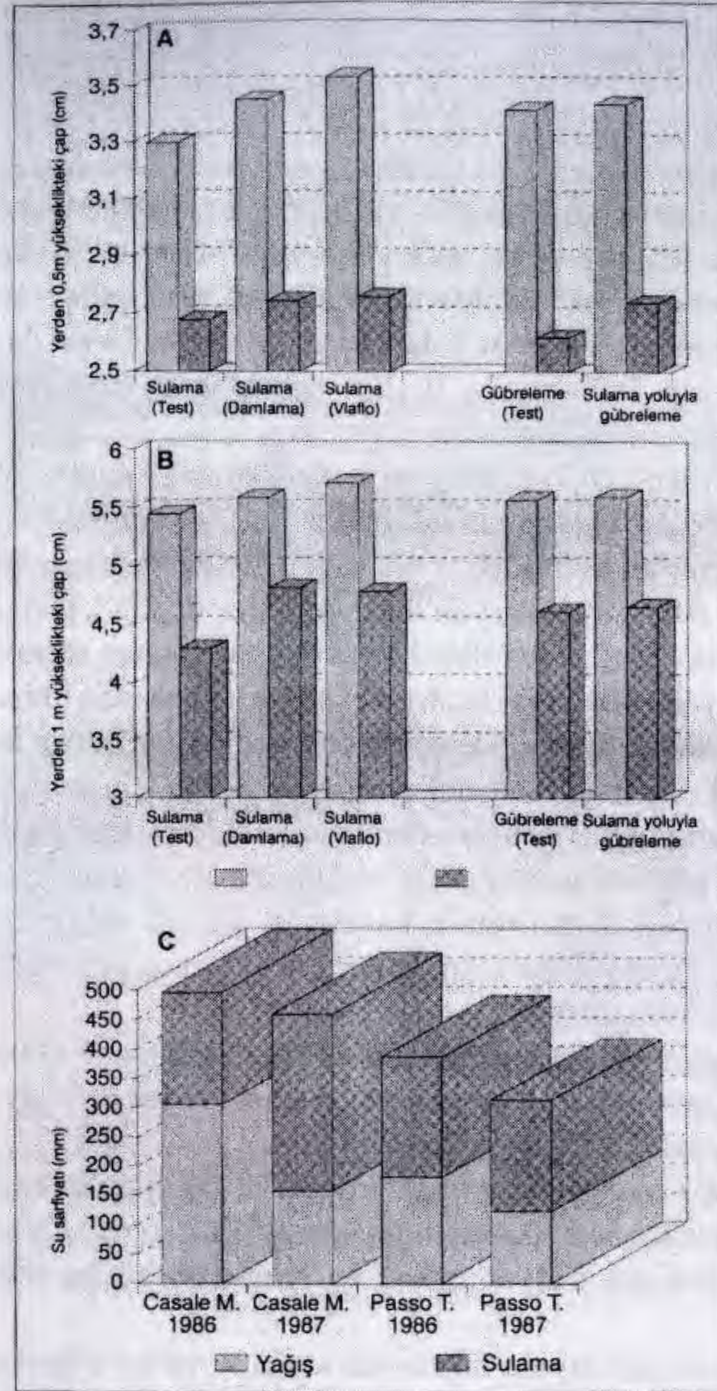 A
Yerden 0,5m yükseklikteki çap (cm)
3,7
3,5
3,3
3,1
2,9
2,7
2,5
Sulama
(Test)
Sulama
(Damlama)
Sulama
(Viaflo)
Gübreleme
(Test)
Sulama yoluyla
gübreleme
B
Yerden 1 m yükseklikteki çap (cm)
6
5,5
5
4,5
4
3,5
3
Sulama
(Test)
Sulama
(Damlama)
Sulama
(Viaflo)
Gübreleme
(Test)
Sulama yoluyla
gübreleme
C
Su sarfiyatı (mm)
500
450
400
350
300
250
200
150
100
50
0
Casale M.
1986
Casale M.
1987
Passo T.
1986
Passo T.
1987
Yağış
Sulama